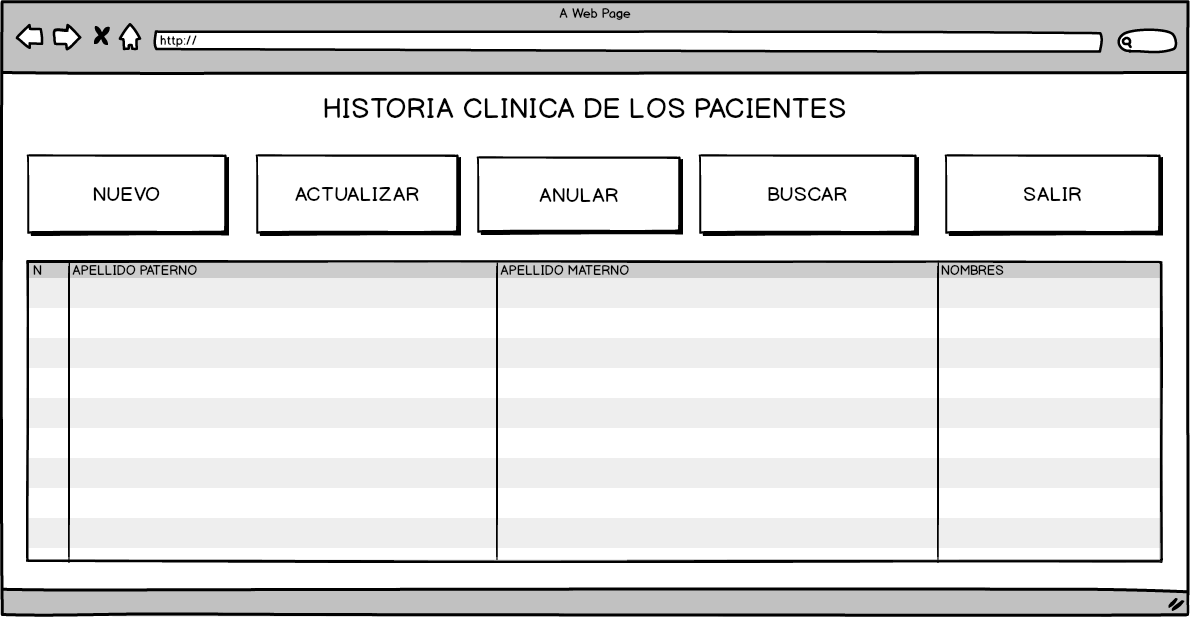 A Web Page
http://
HISTORIA CLINICA DE LOS PACIENTES
NUEVO ACTUALIZAR ANULAR BUSCAR SALIR
N APELLIDO PATERNO APELLIDO MATERNO NOMBRES